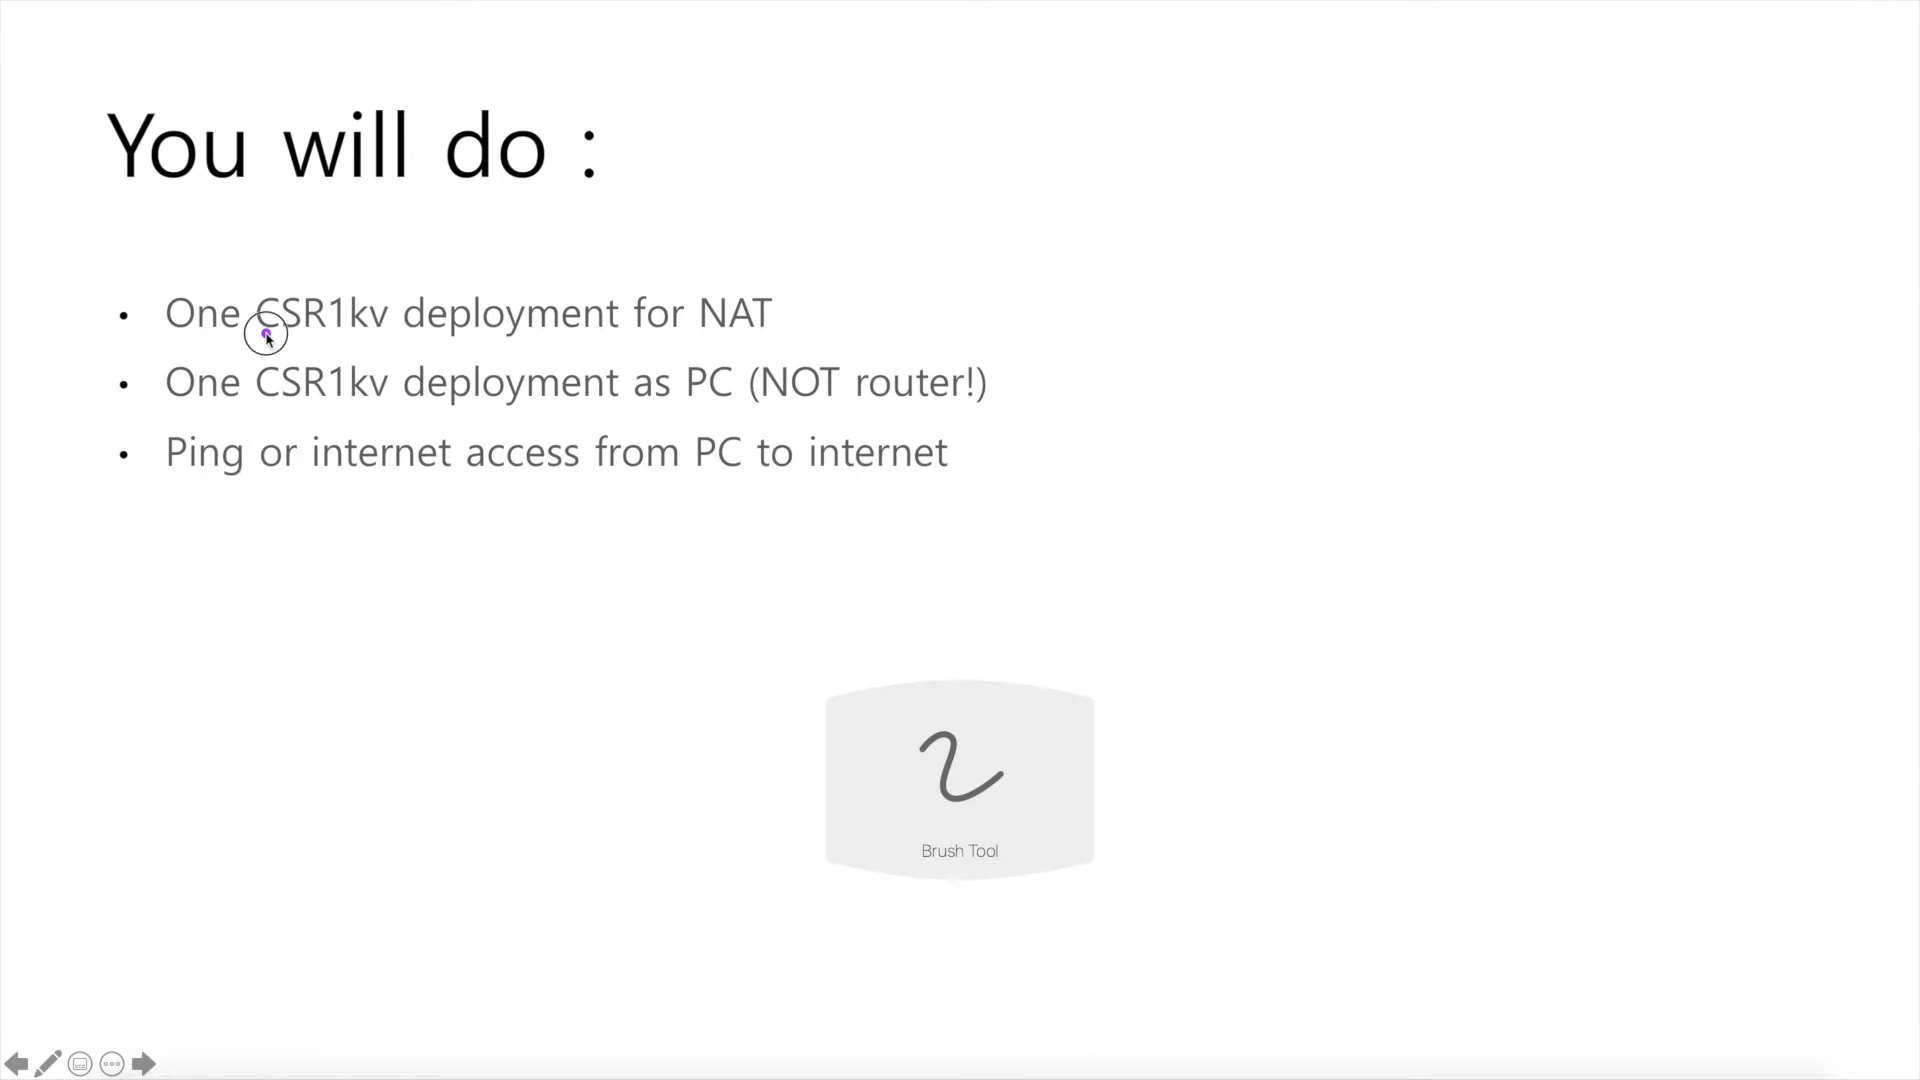 You will do :
• One CSR1kv deployment for NAT
• One CSR1kv deployment as PC (NOT router!)
• Ping or internet access from PC to internet
Brush Tool